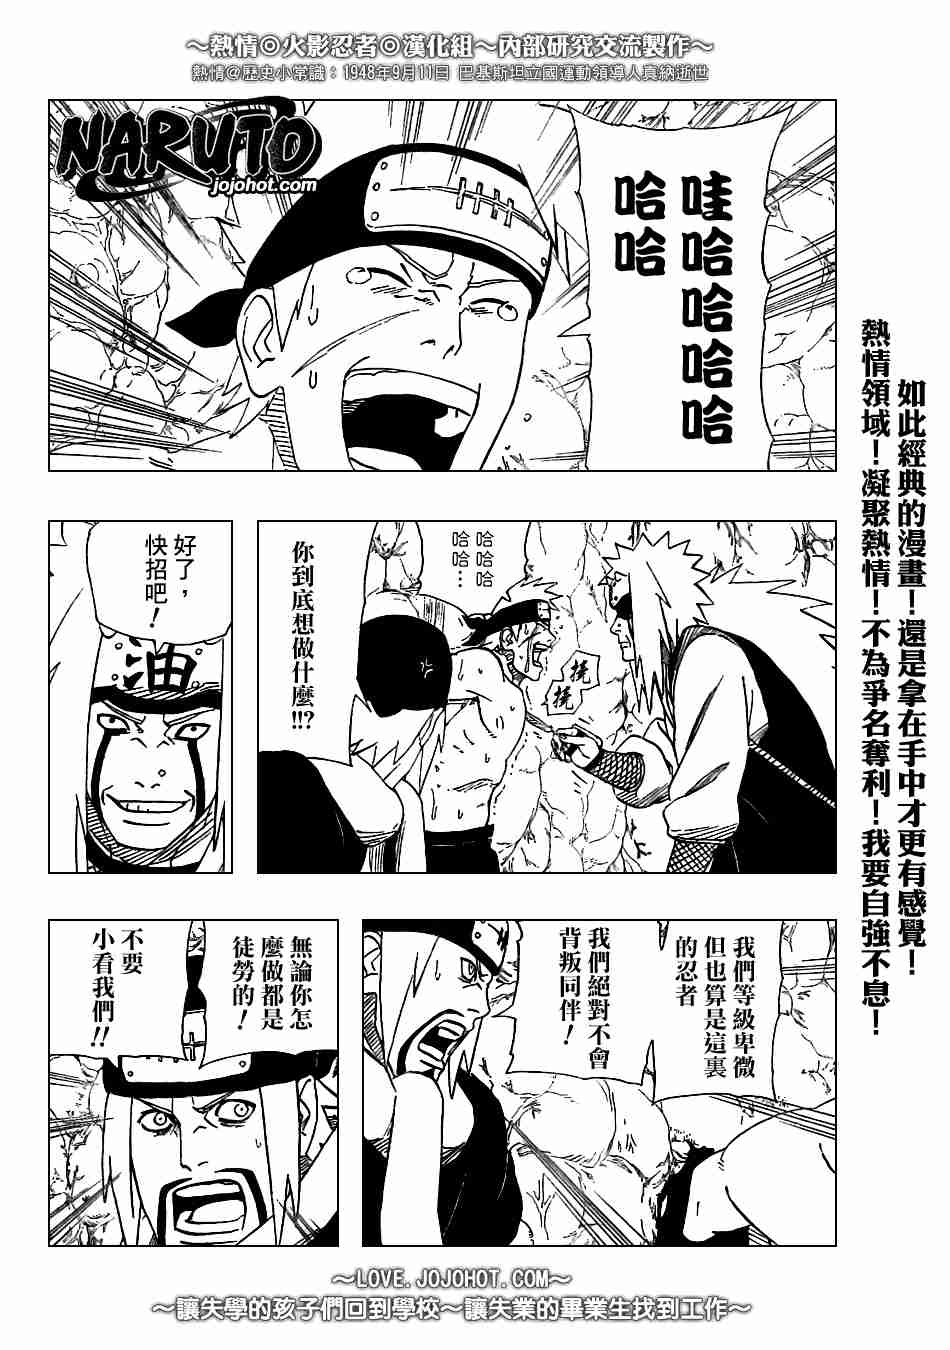 ～熱情◎火影忍者◎漢化組～內部研究交流製作～
熱情@歷史小常識：1948年9月11日 巴基斯坦立國運動領導人真納逝世
NARUTO
jojohot.com
哇哈哈哈哈
哈哈
哈哈哈
哈哈…
撓撓
你到底想做什麼!!?
油
好了，
快招吧！
我們等級卑微
但也算是這裏
的忍者
我們絕對不會
背叛同伴！
無論你怎
麼做都是
徒勞的！
不要
小看我們!!
如此經典的漫畫！還是拿在手中才更有感覺！
熱情領域！凝聚熱情！不為爭名奪利！我要自強不息！
～LOVE.JOJOHOT.COM～
～讓失學的孩子們回到學校～讓失業的畢業生找到工作～